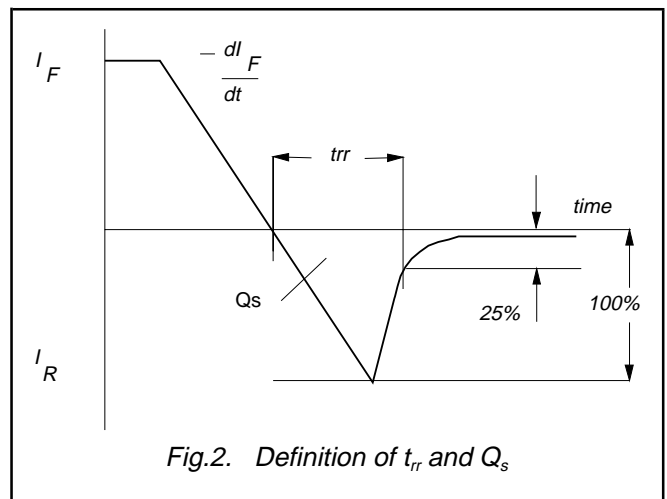 I F
− dI F
dt
trr
time
Qs
25%
100%
I R
Fig.2. Definition of trr and Qs